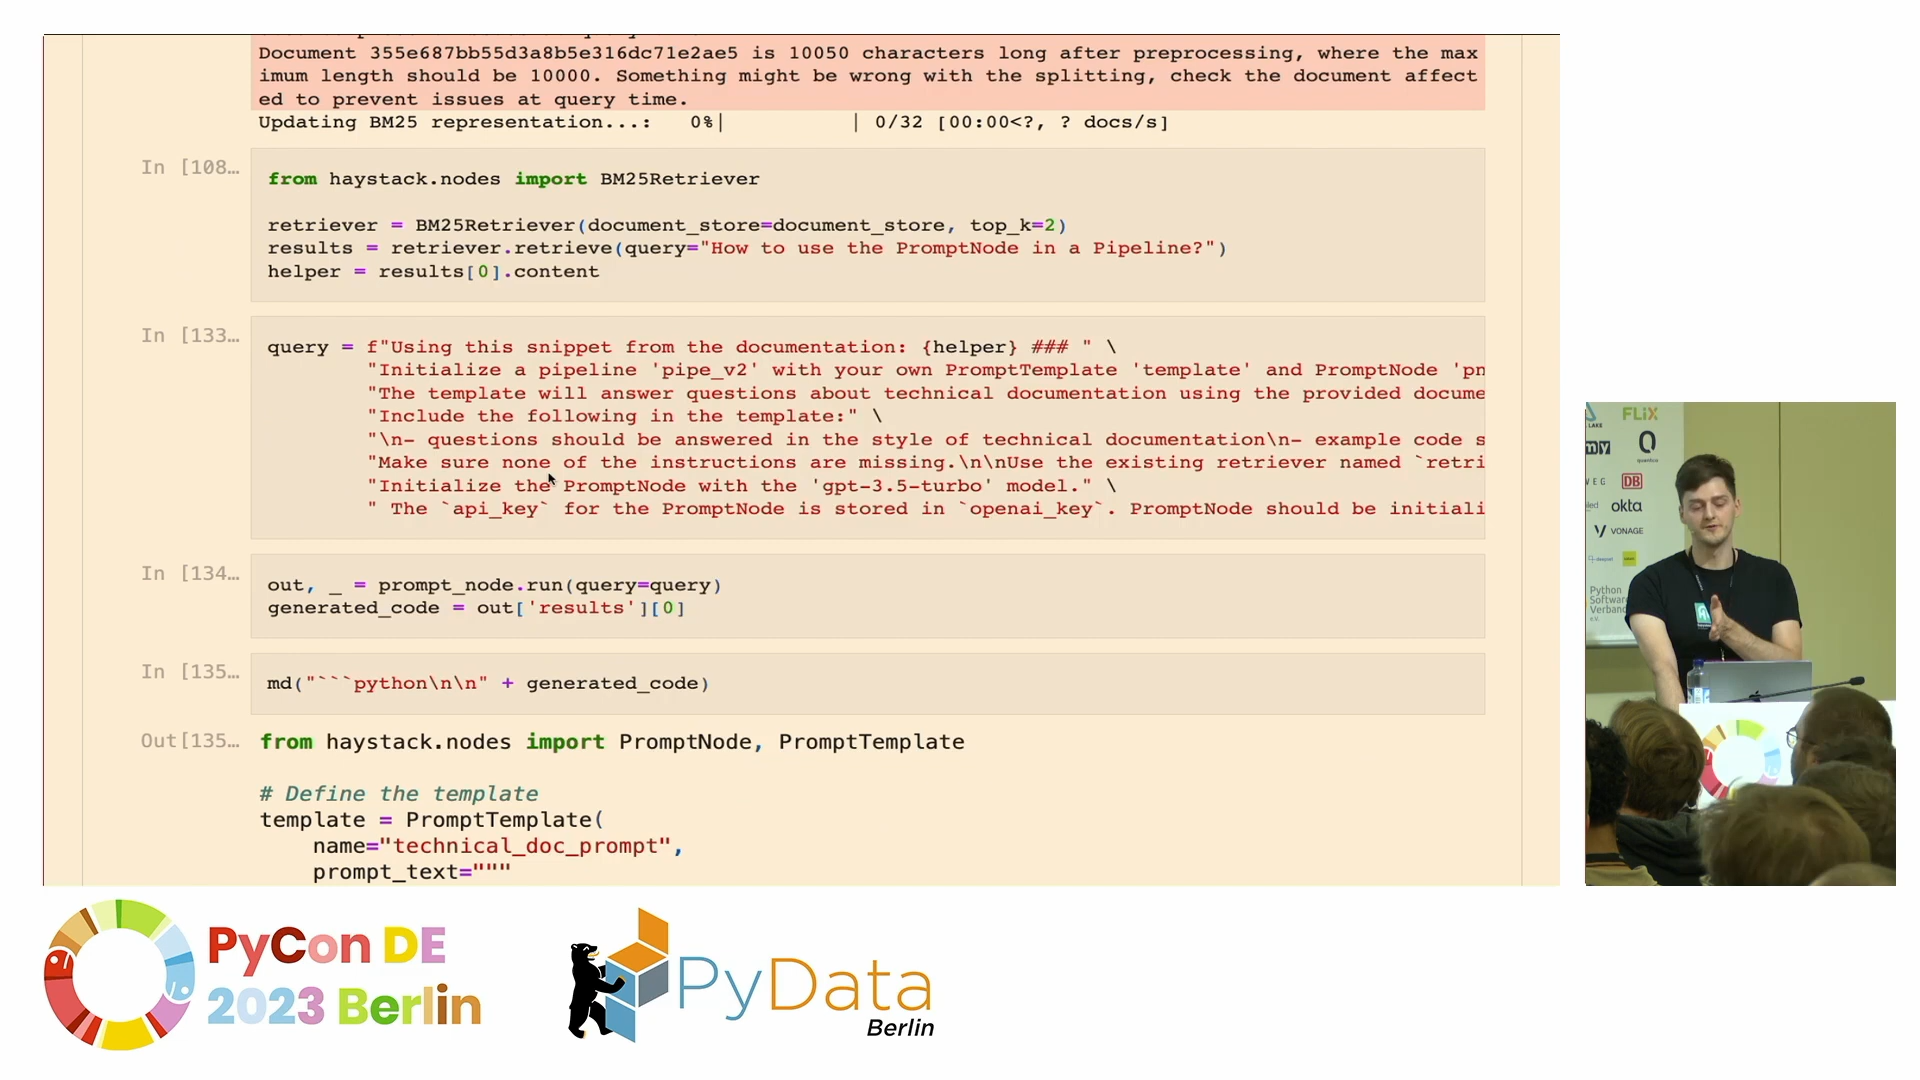 Document 355e687bb55d3a8b5e316dc71e2ae5 is 10050 characters long after preprocessing, where the max
imum length should be 10000. Something might be wrong with the splitting, check the document affect
ed to prevent issues at query time.
Updating BM25 representation...:   0%|          | 0/32 [00:00<?, ? docs/s]
In [108…
from haystack.nodes import BM25Retriever
retriever = BM25Retriever(document_store=document_store, top_k=2)
results = retriever.retrieve(query="How to use the PromptNode in a Pipeline?")
helper = results[0].content
In [133…
query = f"Using this snippet from the documentation: {helper} ### " \
"Initialize a pipeline 'pipe_v2' with your own PromptTemplate 'template' and PromptNode 'pn
"The template will answer questions about technical documentation using the provided docume
"Include the following in the template:" \
"\n- questions should be answered in the style of technical documentation\n- example code s
"Make sure none of the instructions are missing.\n\nUse the existing retriever named `retri
"Initialize the PromptNode with the 'gpt-3.5-turbo' model." \
" The `api_key` for the PromptNode is stored in `openai_key`. PromptNode should be initiali
In [134…
out, _ = prompt_node.run(query=query)
generated_code = out['results'][0]
In [135…
md("```python\n\n" + generated_code)
Out[135…
from haystack.nodes import PromptNode, PromptTemplate
# Define the template
template = PromptTemplate(
name="technical_doc_prompt",
prompt_text="""
FLiX
LAKE
DB
okta
VONAGE
Python
Softwar
Verband
e.V.
PyCon DE
2023 Berlin
PyData
Berlin